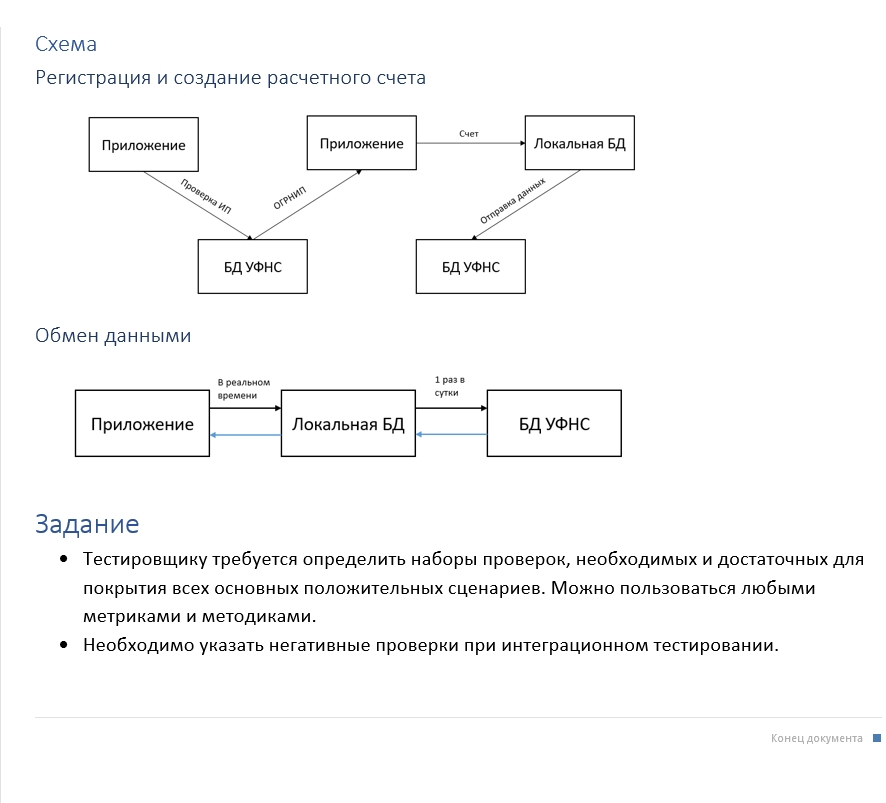 Схема
Регистрация и создание расчетного счета
Приложение
Приложение
Счет
Локальная БД
Проверка ИП
ОГРНИП
Отправка данных
БД УФНС
БД УФНС
Обмен данными
В реальном
времени
1 раз в
сутки
Приложение
Локальная БД
БД УФНС
Задание
• Тестировщику требуется определить наборы проверок, необходимых и достаточных для
покрытия всех основных положительных сценариев. Можно пользоваться любыми
метриками и методиками.
• Необходимо указать негативные проверки при интеграционном тестировании.
Конец документа